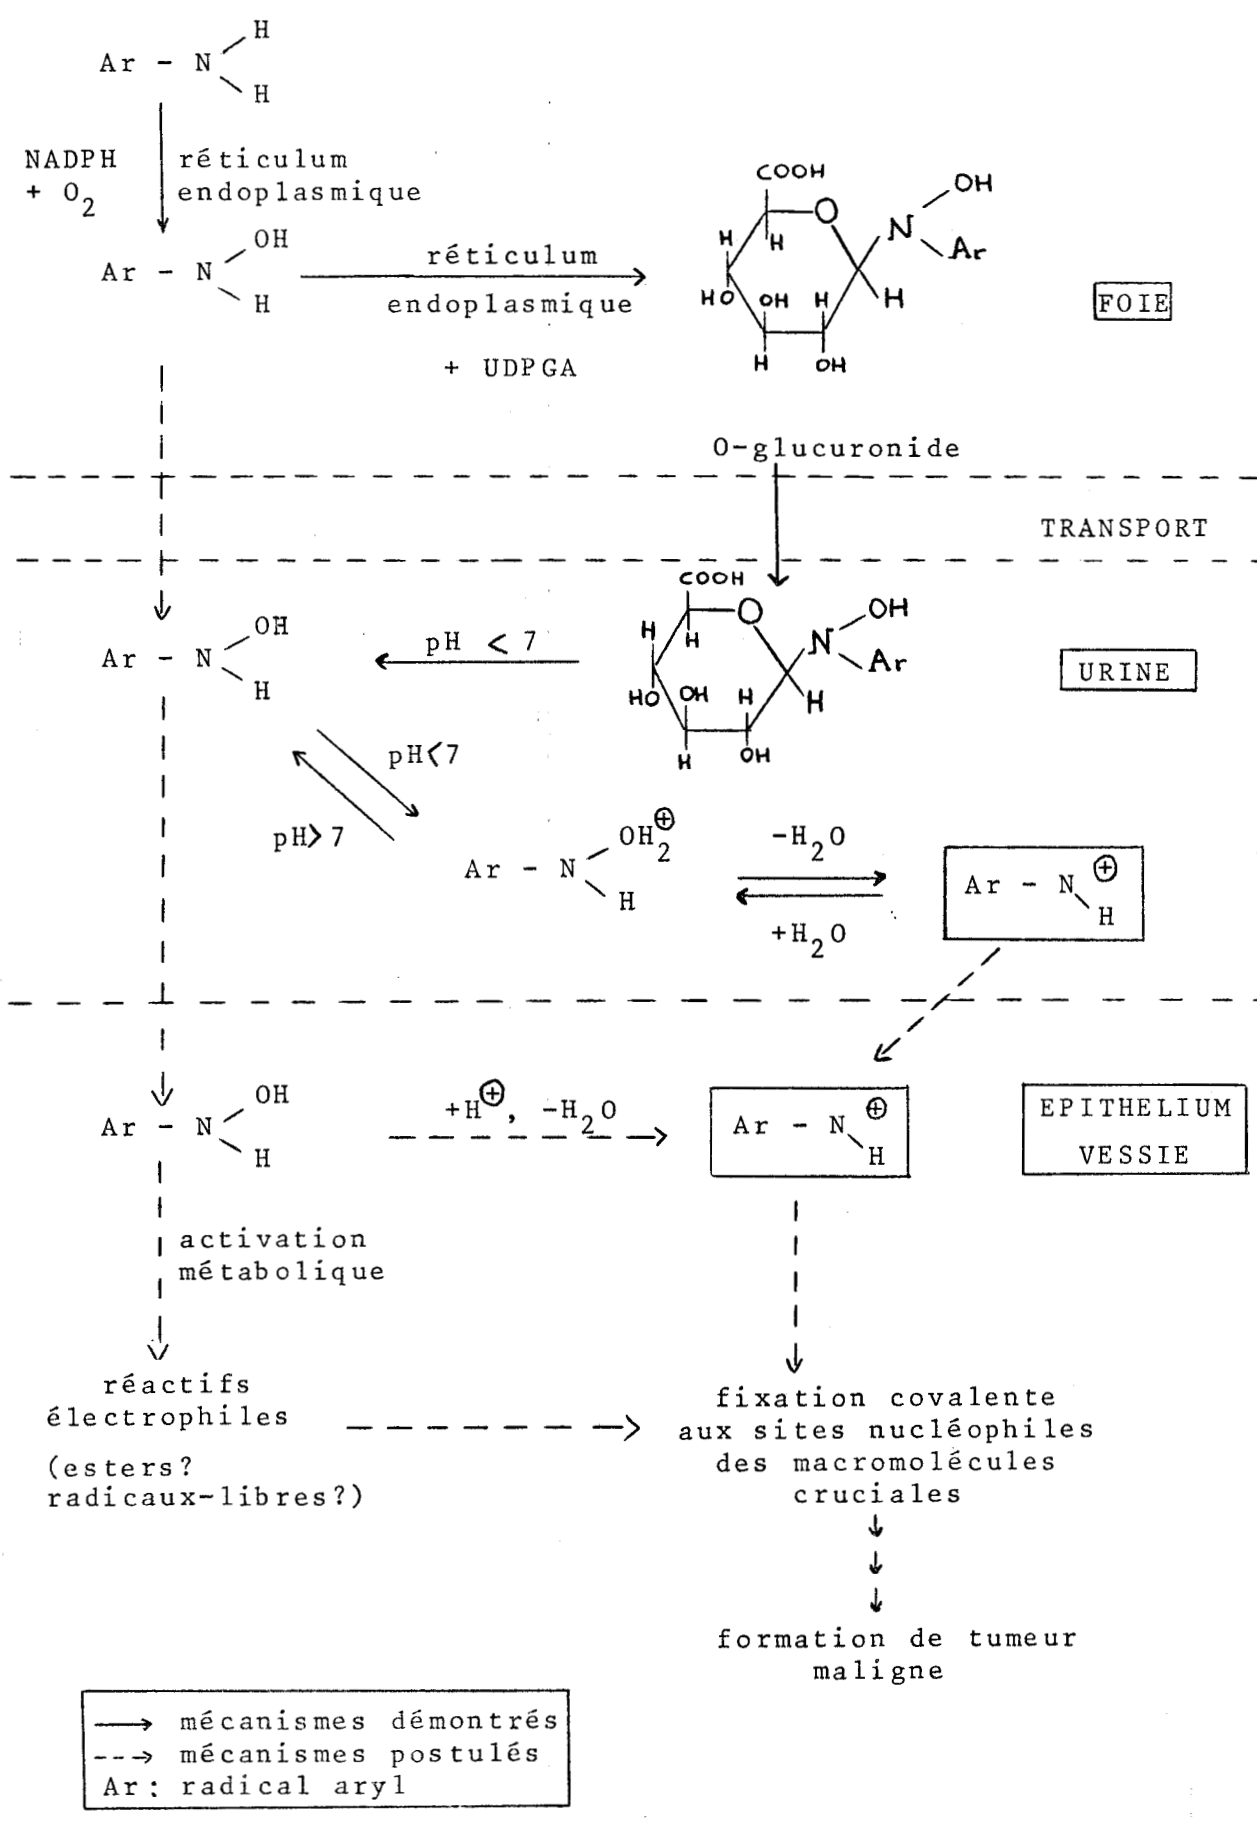 H
Ar - N
H
NADPH
+ O2
réticulum
endoplasmique
OH
Ar - N
H
réticulum
endoplasmique
+ UDPGA
COOH
O
OH
N
Ar
H
H
H
HO
OH
H
H
OH
FOIE
O-glucuronide
TRANSPORT
COOH
O
OH
N
Ar
H
H
H
HO
OH
H
H
OH
pH < 7
OH
Ar - N
H
URINE
pH<7
pH>7
OH2⊕
Ar - N
H
-H2O
+H2O
⊕
Ar - N
H
OH
Ar - N
H
+H⊕, -H2O
⊕
Ar - N
H
EPITHELIUM
VESSIE
activation
métabolique
réactifs
électrophiles
(esters?
radicaux-libres?)
fixation covalente
aux sites nucléophiles
des macromolécules
cruciales
formation de tumeur
maligne
mécanismes démontrés
mécanismes postulés
Ar: radical aryl